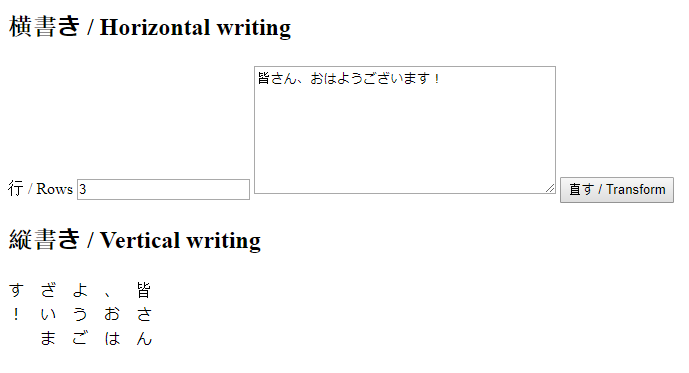 横書き / Horizontal writing
皆さん、おはようございます！
行 / Rows 3 直す / Transform
縦書き / Vertical writing
皆さん
、おは
ようご
ざいま
す！